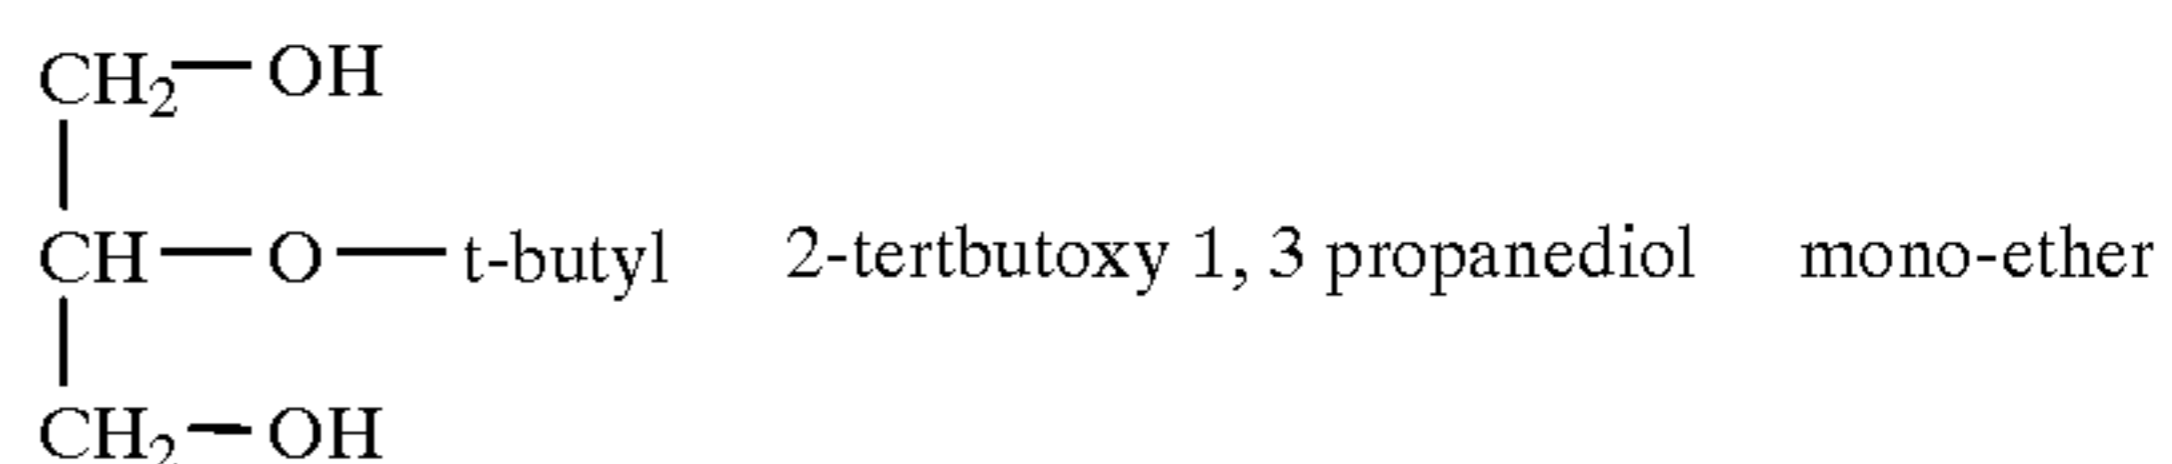 CH2 OH
CH O t-butyl 2-tertbutoxy 1, 3 propanediol mono-ether
CH2 OH